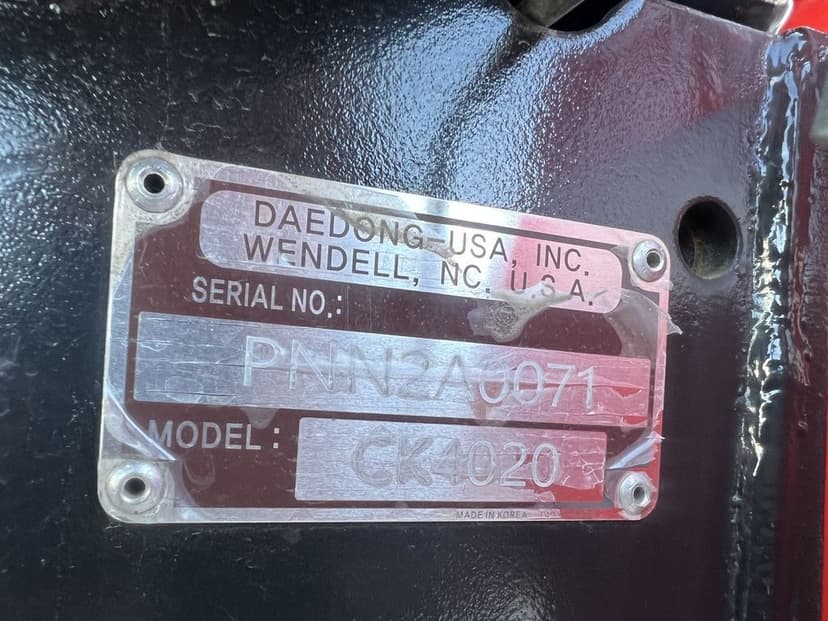 DAEDONG-USA, INC.
WENDELL, NC. U.S.A.
SERIAL NO.:
PNN2A0071
MODEL:
CK4020
MADE IN KOREA